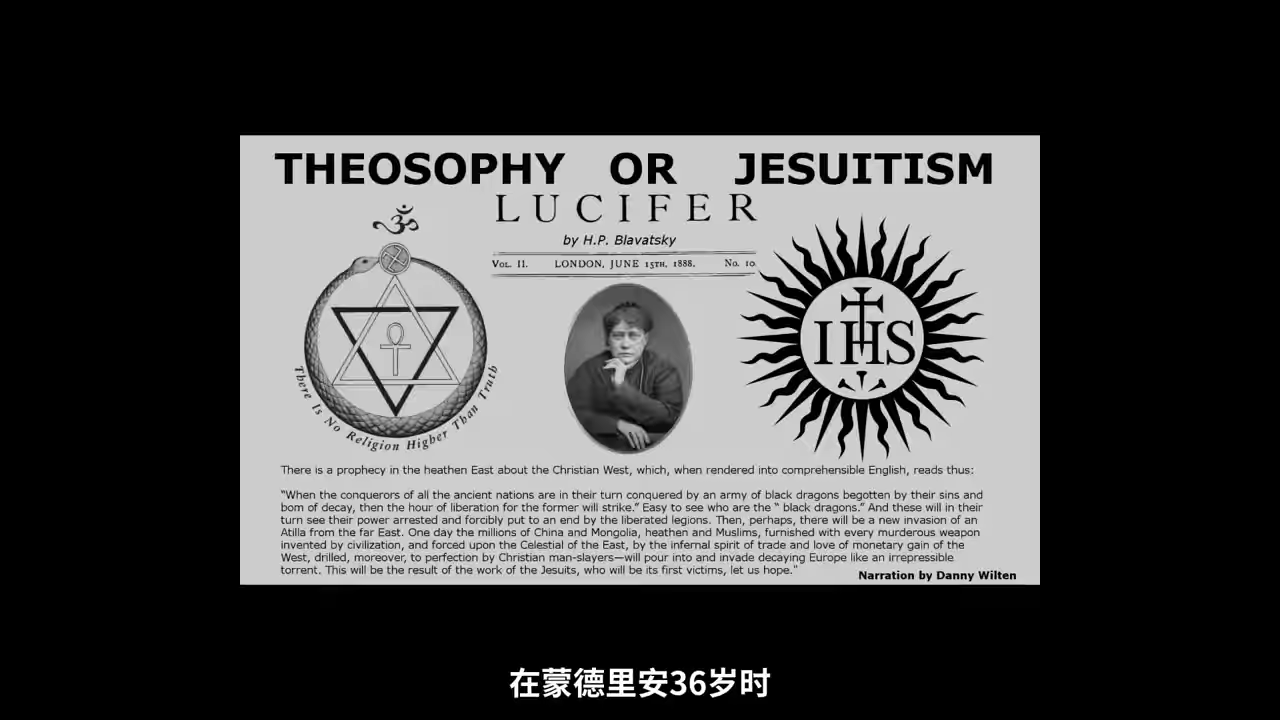 THEOSOPHY OR JESUITISM
LUCIFER
by H.P. Blavatsky
VOL. II. LONDON, JUNE 15TH, 1888. No. 10
ॐ
There Is No Religion Higher Than Truth
IHS
There is a prophecy in the heathen East about the Christian West, which, when rendered into comprehensible English, reads thus:
"When the conquerors of all the ancient nations are in their turn conquered by an army of black dragons begotten by their sins and
bom of decay, then the hour of liberation for the former will strike." Easy to see who are the " black dragons." And these will in their
turn see their power arrested and forcibly put to an end by the liberated legions. Then, perhaps, there will be a new invasion of an
Atilla from the far East. One day the millions of China and Mongolia, heathen and Muslims, furnished with every murderous weapon
invented by civilization, and forced upon the Celestial of the East, by the infernal spirit of trade and love of monetary gain of the
West, drilled, moreover, to perfection by Christian man-slayers—will pour into and invade decaying Europe like an irrepressible
torrent. This will be the result of the work of the Jesuits, who will be its first victims, let us hope."
Narration by Danny Wilten
在蒙德里安36岁时